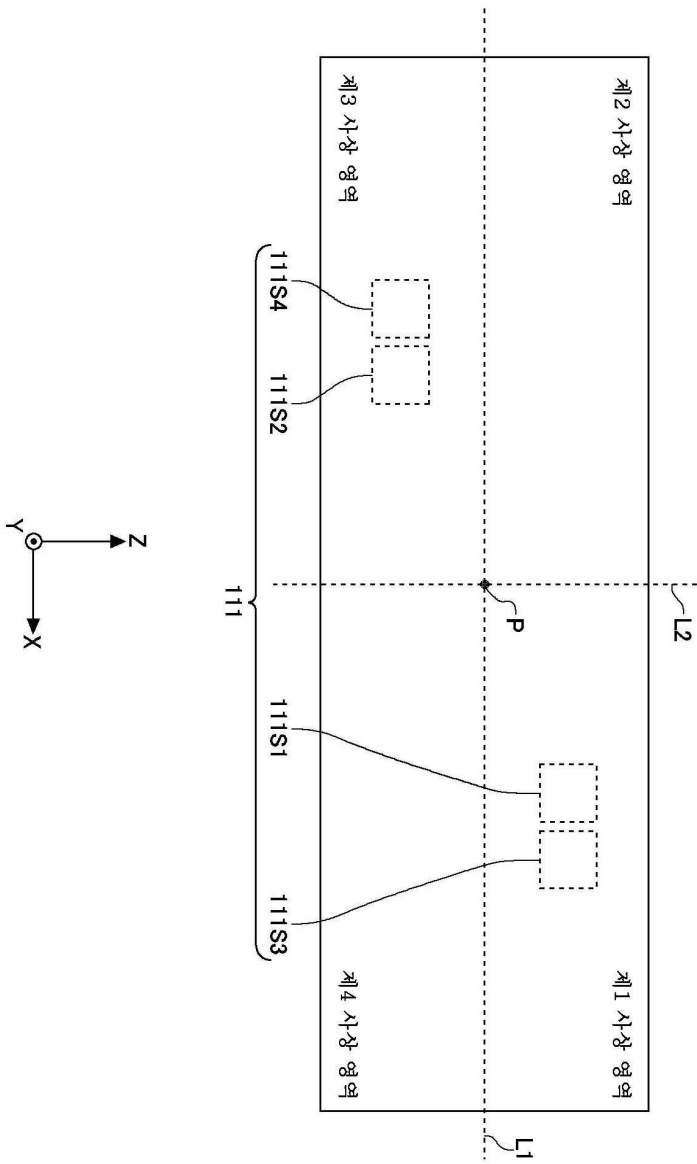 L2
제2 사상 영역
제1 사상 영역
P
L1
제3 사상 영역
제4 사상 영역
111S4
111S2
111S1
111S3
111
Z
X
Y